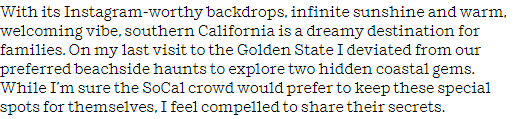 With its Instagram-worthy backdrops, infinite sunshine and warm,
welcoming vibe, southern California is a dreamy destination for
families. On my last visit to the Golden State I deviated from our
preferred beachside haunts to explore two hidden coastal gems.
While I'm sure the SoCal crowd would prefer to keep these special
spots for themselves, I feel compelled to share their secrets.